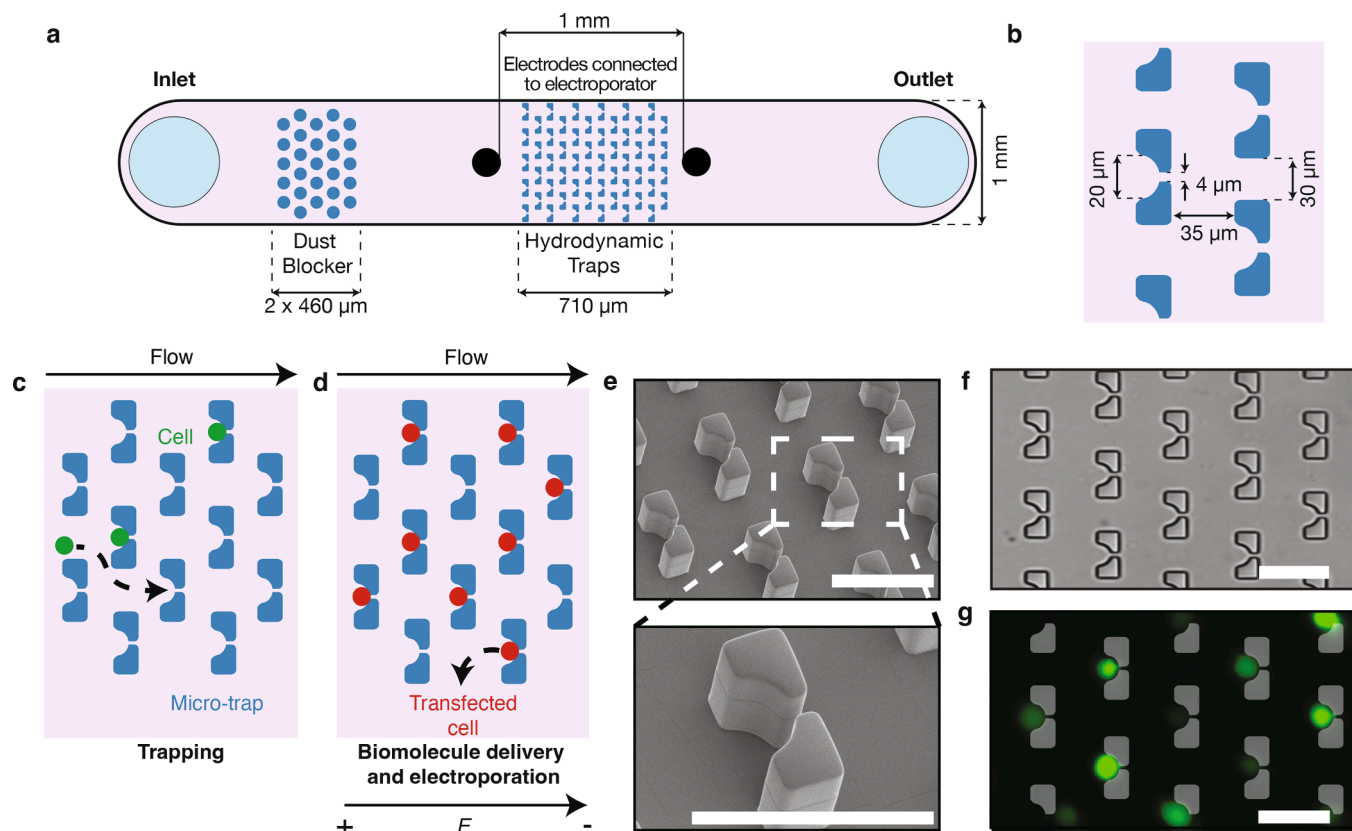 a
1 mm
Electrodes connected
to electroporator
Inlet
Outlet
1 mm
Dust
Blocker
2 x 460 µm
Hydrodynamic
Traps
710 µm
b
20 µm
4 µm
30 µm
35 µm
c
Flow
Cell
Micro-trap
Trapping
d
Flow
Transfected
cell
Biomolecule delivery
and electroporation
+ E -
e
f
g